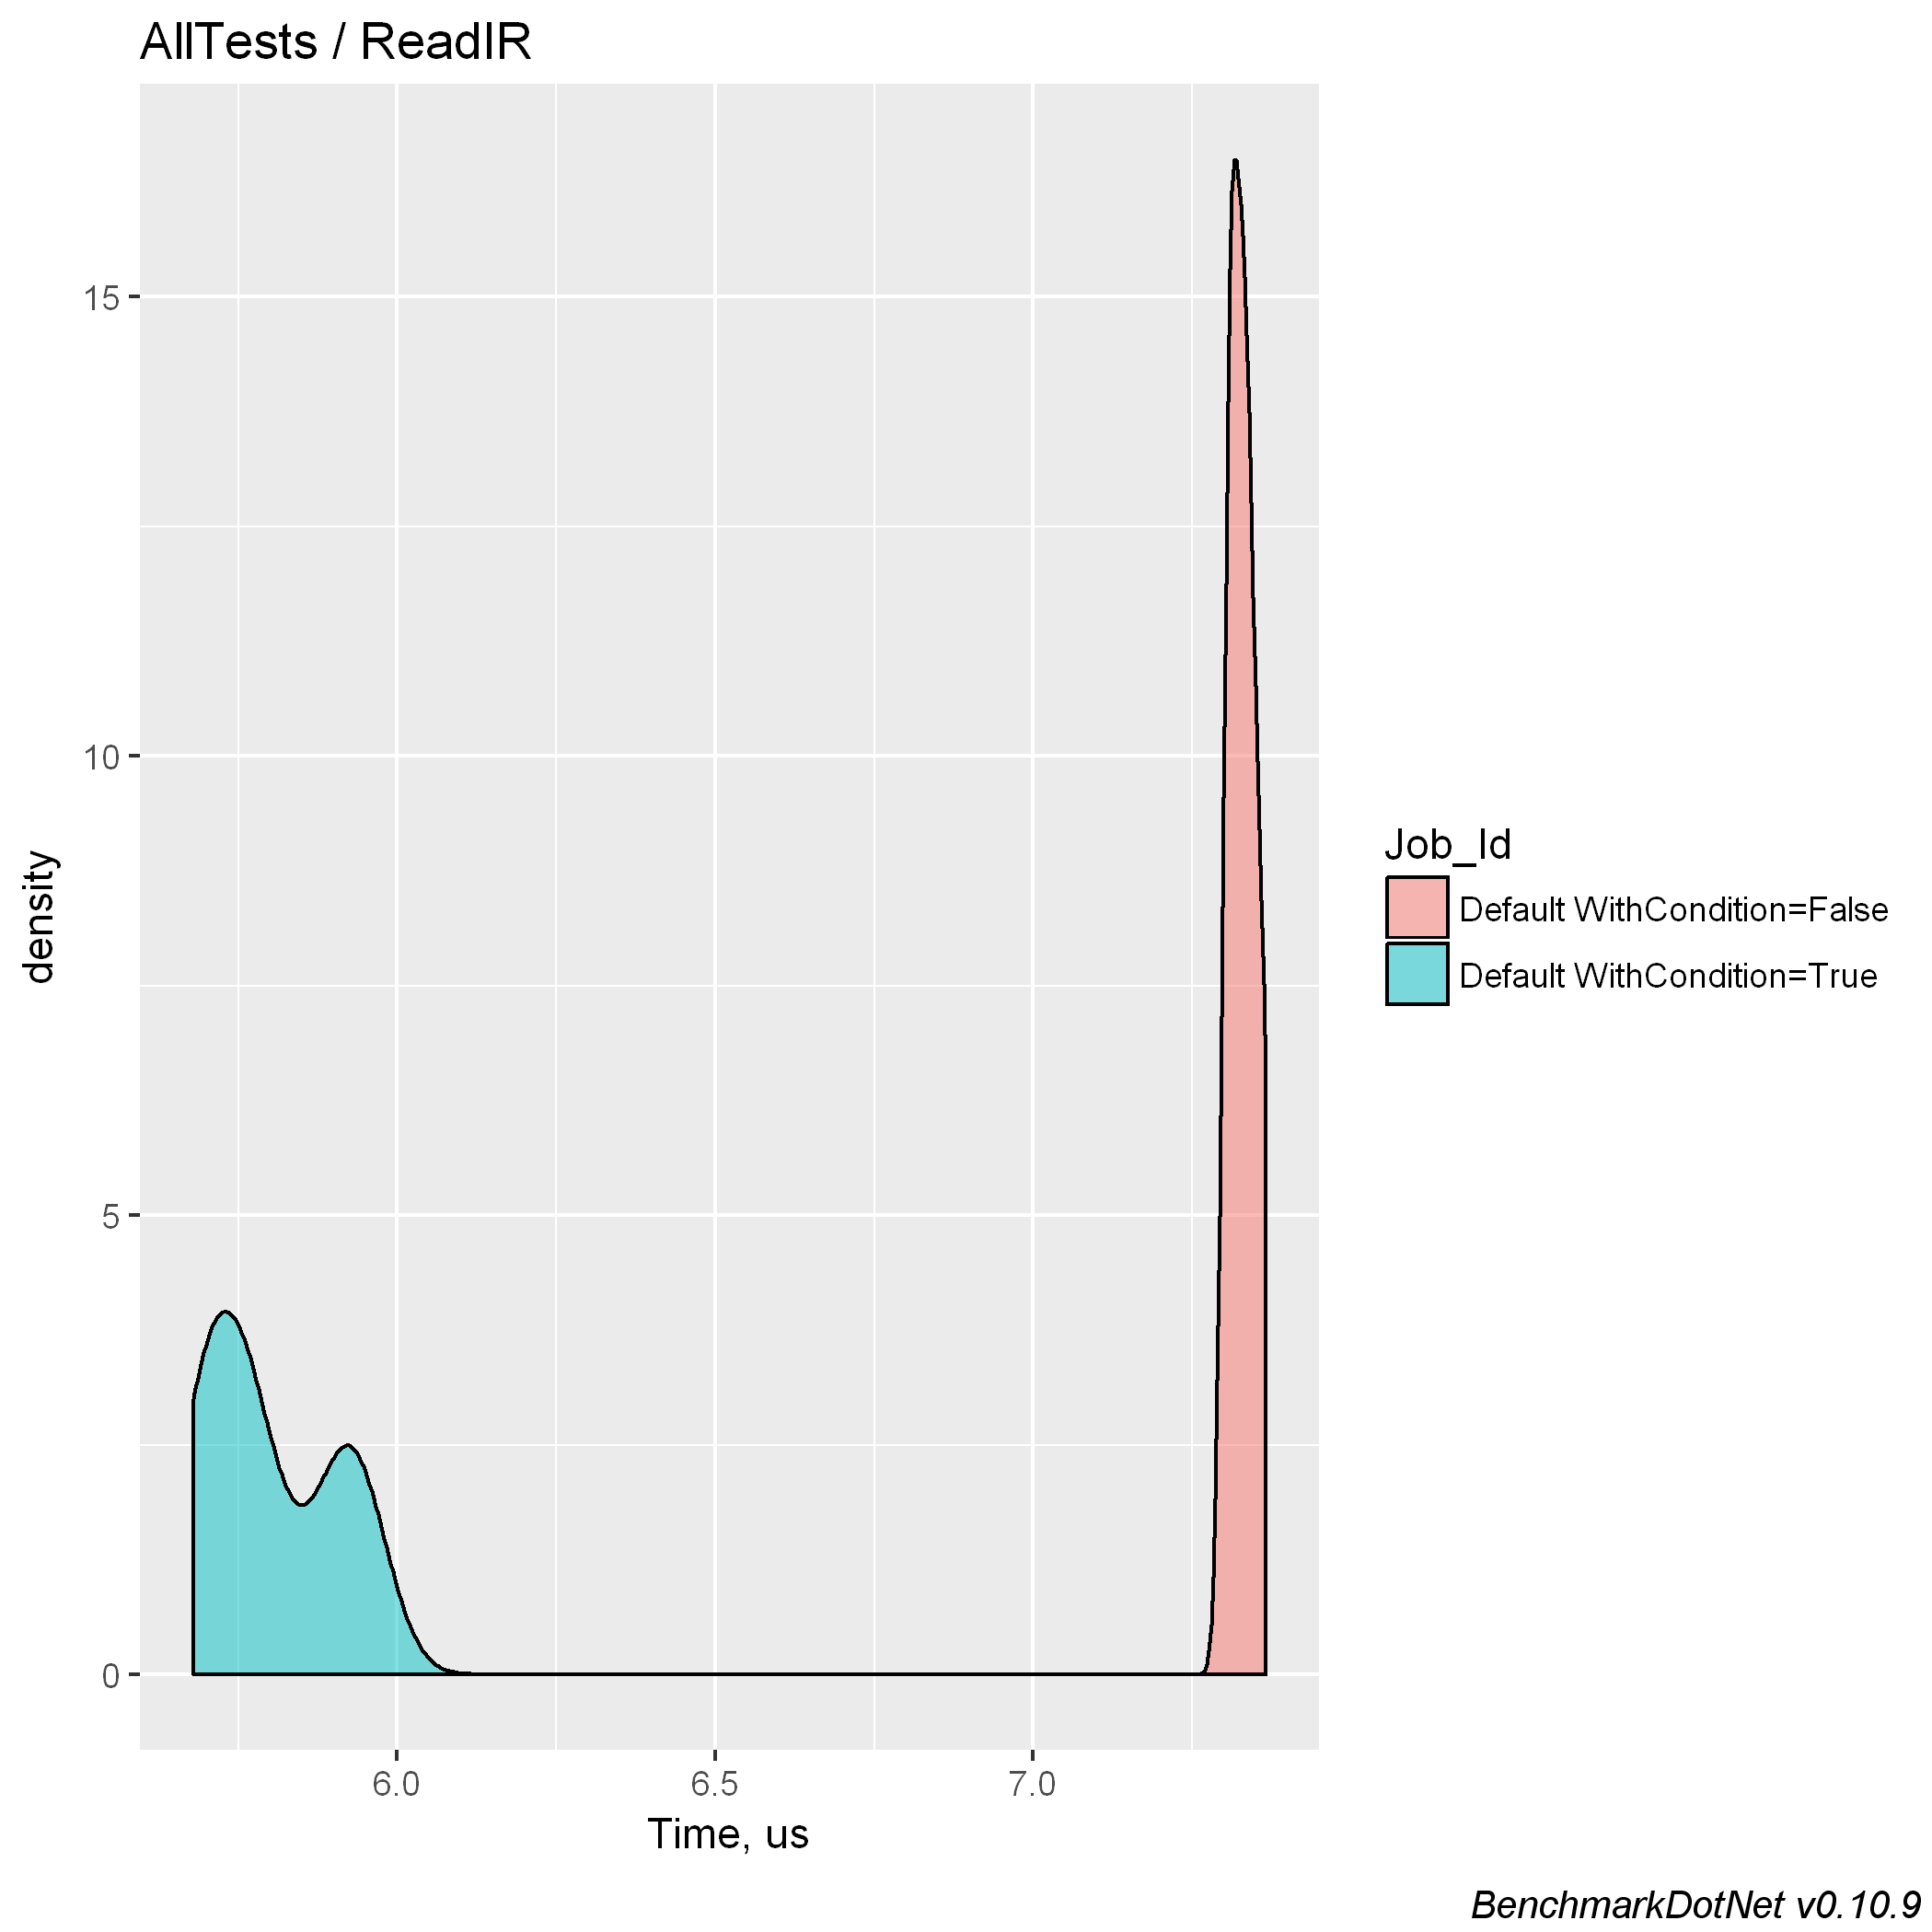 AllTests / ReadIR
15
10
5
0
density
6.0 6.5 7.0
Time, us
Job_Id
Default WithCondition=False
Default WithCondition=True
BenchmarkDotNet v0.10.9